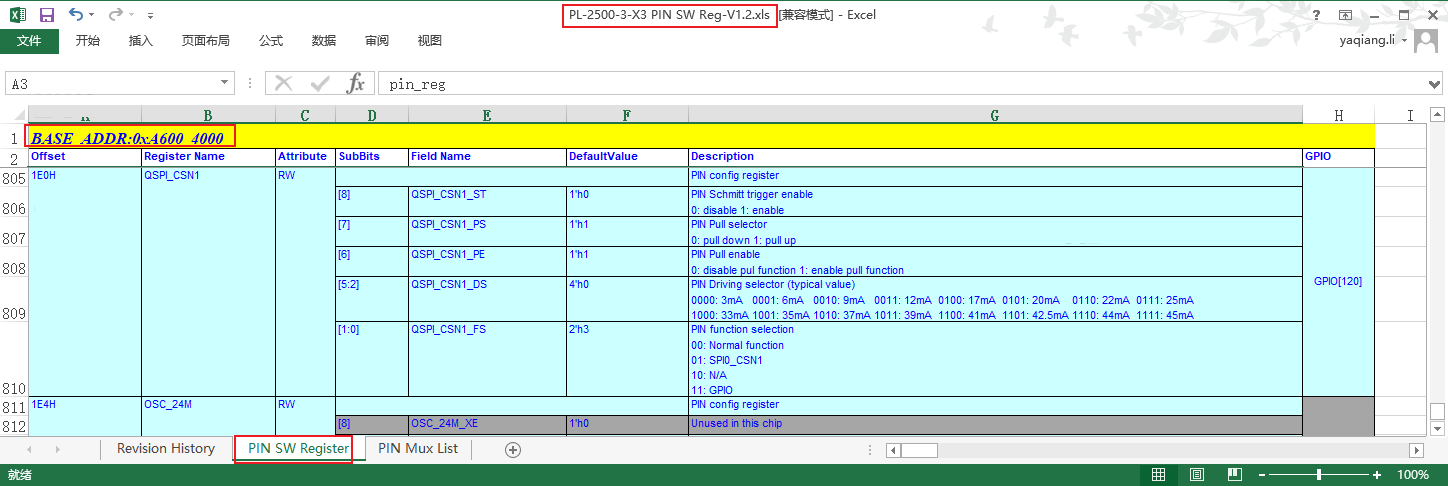 PL-2500-3-X3 PIN SW Reg-V1.2.xls [兼容模式] - Excel
文件 开始 插入 页面布局 公式 数据 审阅 视图 yaqiang.li
A3 fx pin_reg
A B C D E F G H I
1 BASE_ADDR:0xA600_4000
2 Offset Register Name Attribute SubBits Field Name DefaultValue Description GPIO
805 1E0H QSPI_CSN1 RW PIN config register
806 [8] QSPI_CSN1_ST 1'h0 PIN Schmitt trigger enable
0: disable 1: enable
807 [7] QSPI_CSN1_PS 1'h1 PIN Pull selector
0: pull down 1: pull up
808 [6] QSPI_CSN1_PE 1'h1 PIN Pull enable
0: disable pul function 1: enable pull function
GPIO[120]
809 [5:2] QSPI_CSN1_DS 4'h0 PIN Driving selector (typical value)
0000: 3mA 0001: 6mA 0010: 9mA 0011: 12mA 0100: 17mA 0101: 20mA 0110: 22mA 0111: 25mA
1000: 33mA 1001: 35mA 1010: 37mA 1011: 39mA 1100: 41mA 1101: 42.5mA 1110: 44mA 1111: 45mA
810 [1:0] QSPI_CSN1_FS 2'h3 PIN function selection
00: Normal function
01: SPI0_CSN1
10: N/A
11: GPIO
811 1E4H OSC_24M RW PIN config register
812 [8] OSC_24M_XE 1'h0 Unused in this chip
Revision History PIN SW Register PIN Mux List
就绪 100%